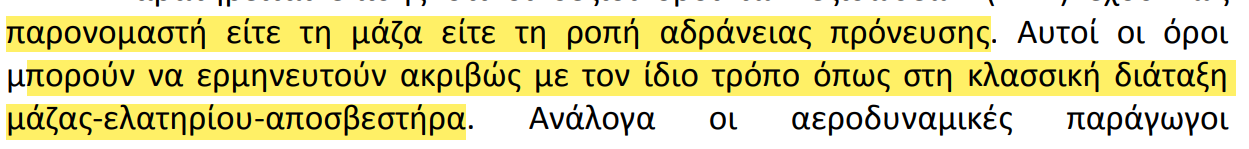 παρονομαστή είτε τη μάζα είτε τη ροπή αδράνειας πρόνευσης. Αυτοί οι όροι
μπορούν να ερμηνευτούν ακριβώς με τον ίδιο τρόπο όπως στη κλασσική διάταξη
μάζας-ελατηρίου-αποσβεστήρα. Ανάλογα οι αεροδυναμικές παράγωγοι